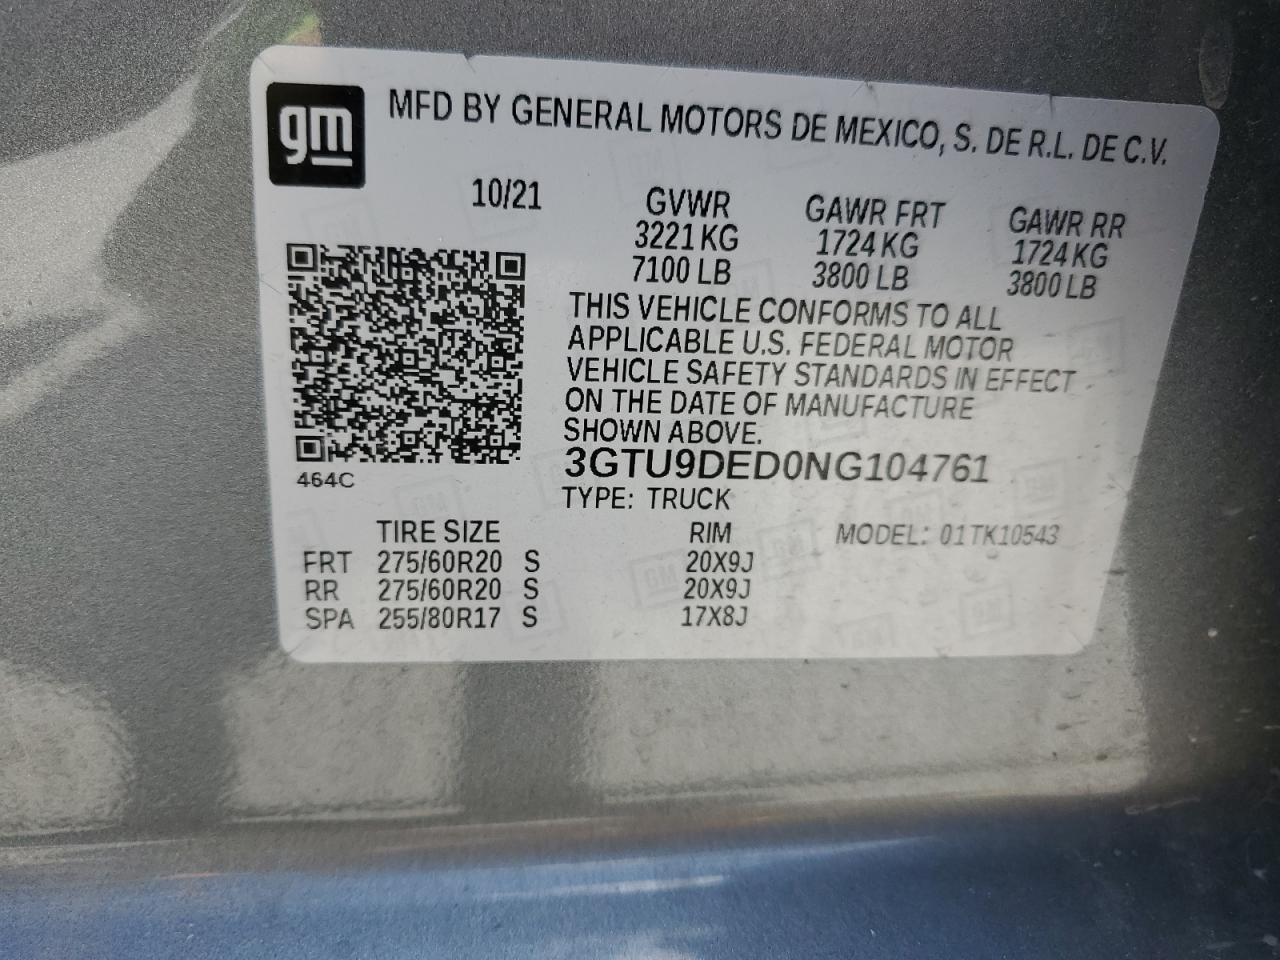 gm
MFD BY GENERAL MOTORS DE MEXICO, S. DE R.L. DE C.V.
10/21
GVWR GAWR FRT GAWR RR
3221 KG 1724 KG 1724 KG
7100 LB 3800 LB 3800 LB
THIS VEHICLE CONFORMS TO ALL
APPLICABLE U.S. FEDERAL MOTOR
VEHICLE SAFETY STANDARDS IN EFFECT
ON THE DATE OF MANUFACTURE
SHOWN ABOVE.
3GTU9DED0NG104761
464C
TYPE: TRUCK
TIRE SIZE RIM MODEL: 01TK10543
FRT 275/60R20 S 20X9J
RR 275/60R20 S 20X9J
SPA 255/80R17 S 17X8J